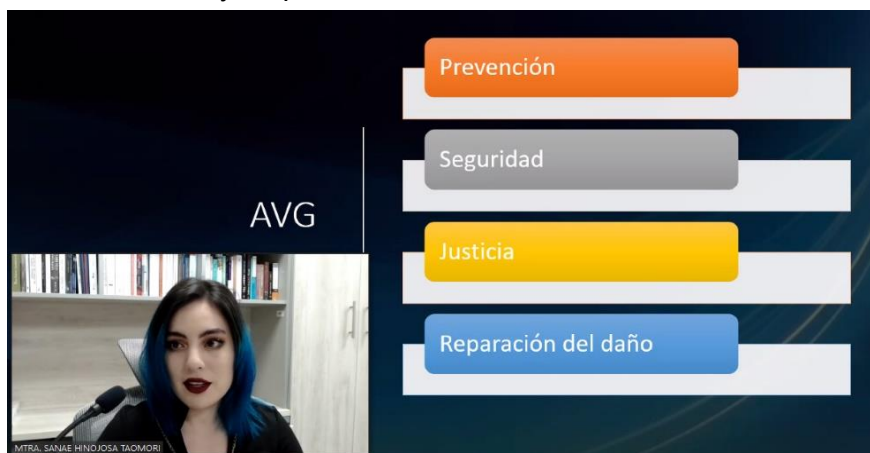 Prevención
Seguridad
AVG
Justicia
Reparación del daño
MTRA. SANAE HINOJOSA TAOMORI